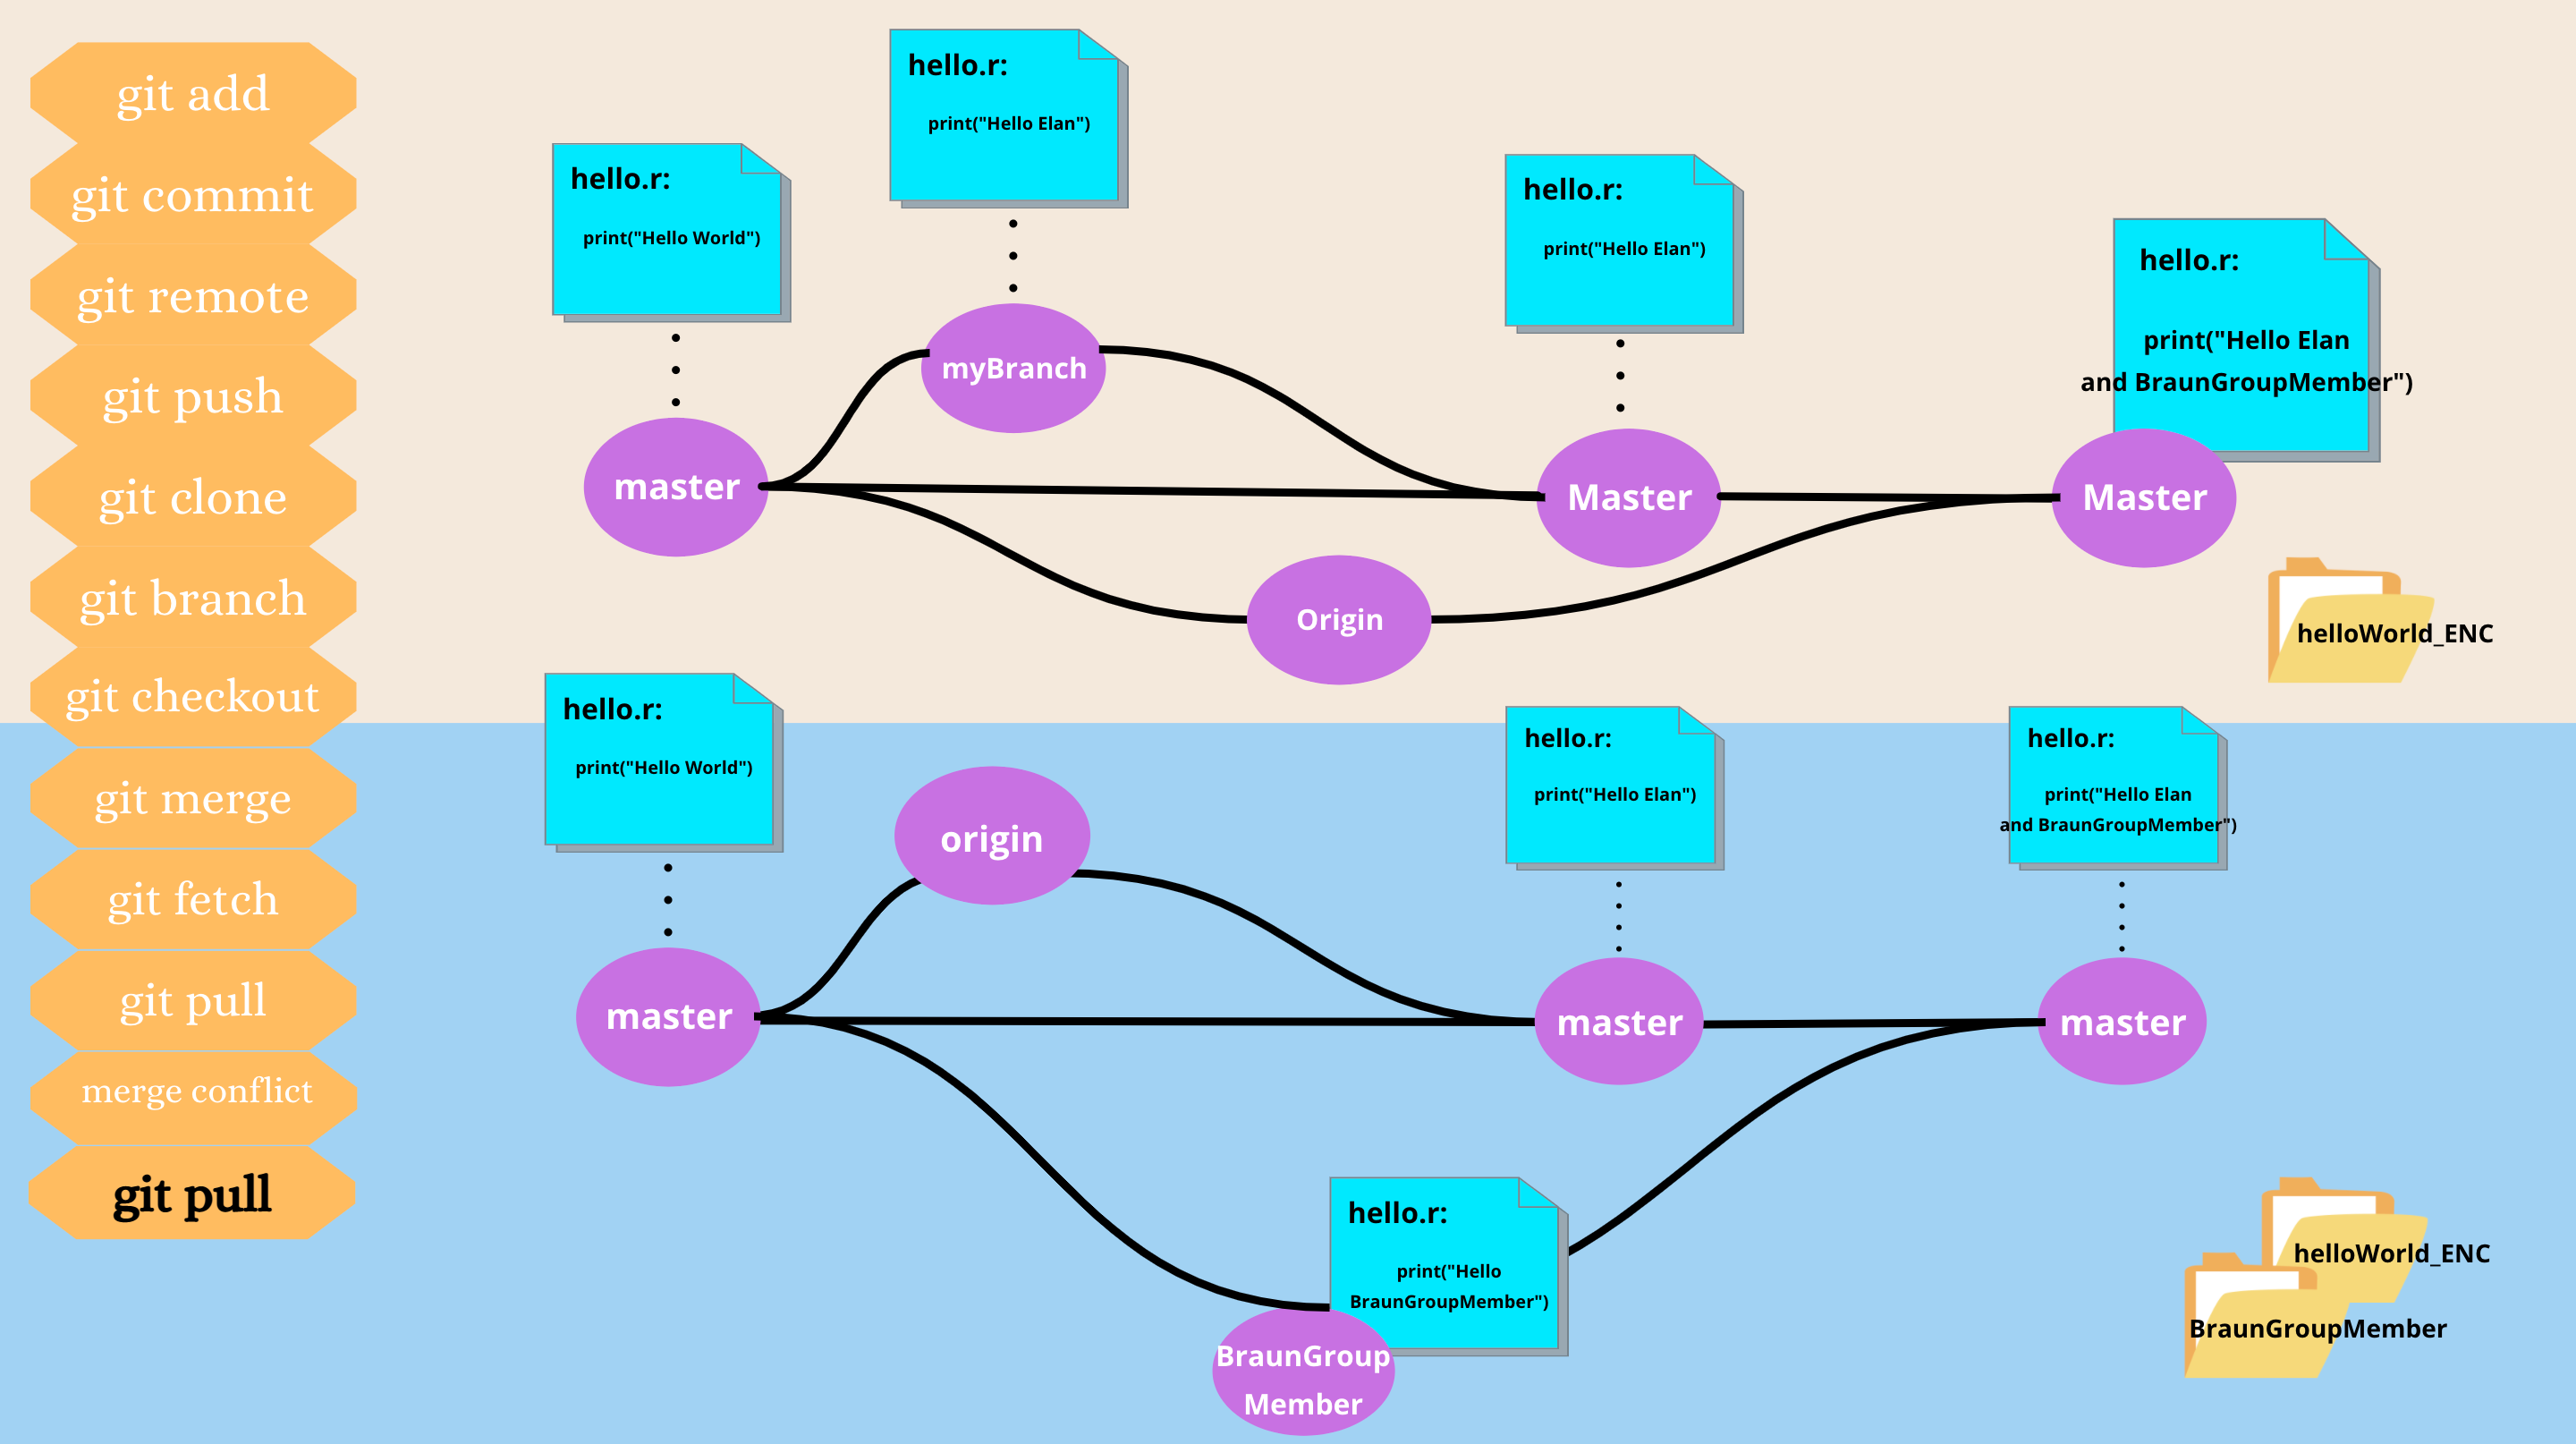 git add
git commit
git remote
git push
git clone
git branch
git checkout
git merge
git fetch
git pull
merge conflict
git pull
hello.r:
print("Hello World")
hello.r:
print("Hello Elan")
hello.r:
print("Hello Elan")
hello.r:
print("Hello Elan
and BraunGroupMember")
master
myBranch
Master
Master
Origin
helloWorld_ENC
hello.r:
print("Hello World")
origin
hello.r:
print("Hello Elan")
hello.r:
print("Hello Elan
and BraunGroupMember")
master
master
master
hello.r:
print("Hello
BraunGroupMember")
BraunGroup
Member
helloWorld_ENC
BraunGroupMember